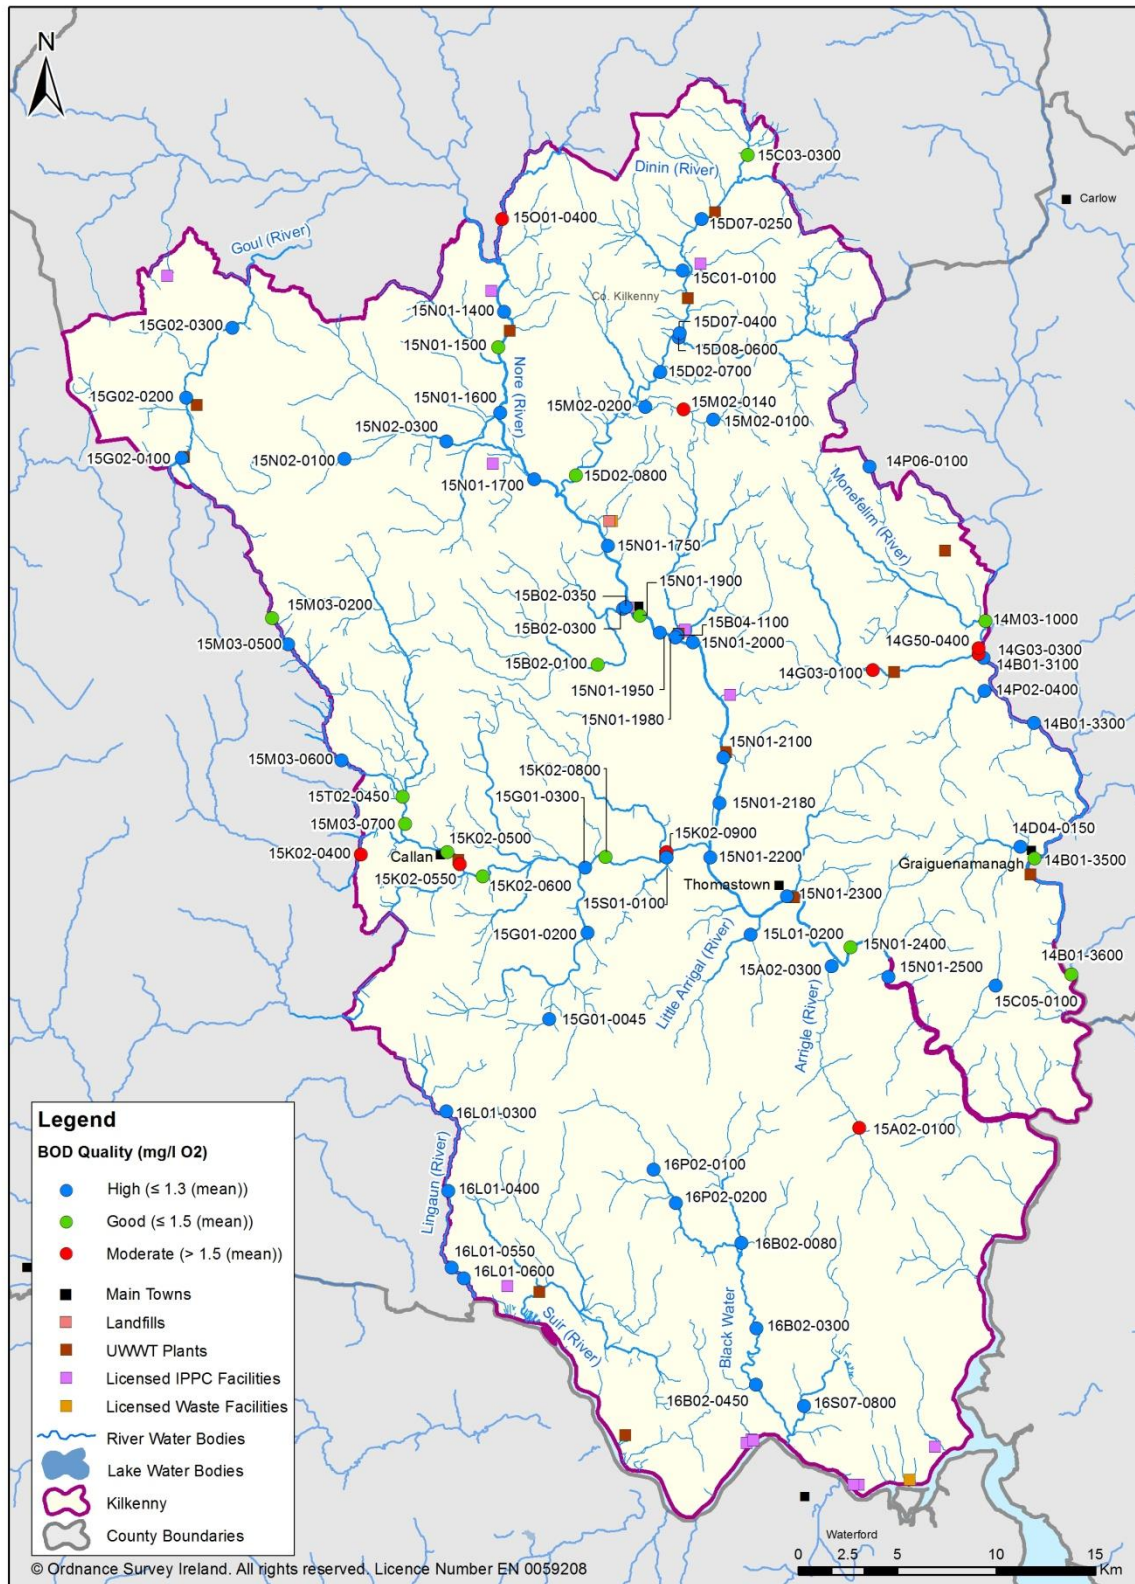 N
15C03-0300
Dinin (River)
Carlow
15O01-0400
15D07-0250
Goul (River)
15C01-0100
Co. Kilkenny
15N01-1400
15G02-0300
15D07-0400
15N01-1500
15D08-0600
Nore (River)
15D02-0700
15G02-0200
15N01-1600
15M02-0200
15M02-0140
15M02-0100
15N02-0300
15G02-0100
15N02-0100
14P06-0100
15N01-1700
15D02-0800
Monefelim (River)
15N01-1750
15N01-1900
15B02-0350
15M03-0200
14M03-1000
15B02-0300
15B04-1100
15M03-0500
15N01-2000
14G50-0400
14G03-0300
14B01-3100
15B02-0100
14G03-0100
15N01-1950
14P02-0400
15N01-1980
14B01-3300
15N01-2100
15M03-0600
15K02-0800
15T02-0450
15G01-0300
15N01-2180
15M03-0700
15K02-0500
15K02-0900
14D04-0150
15K02-0400
Callan
15N01-2200
14B01-3500
Graiguenamanagh
15K02-0550
15K02-0600
Thomastown
15S01-0100
15N01-2300
15G01-0200
15L01-0200
15N01-2400
Little Arrigal (River)
15A02-0300
15N01-2500
14B01-3600
15C05-0100
15G01-0045
Arrigle (River)
16L01-0300
15A02-0100
Lingaun (River)
16P02-0100
16L01-0400
16P02-0200
16B02-0080
16L01-0550
16L01-0600
Suir (River)
Black Water
16B02-0300
16B02-0450
16S07-0800
Legend
BOD Quality (mg/l O2)
High (≤ 1.3 (mean))
Good (≤ 1.5 (mean))
Moderate (> 1.5 (mean))
Main Towns
Landfills
UWWT Plants
Licensed IPPC Facilities
Licensed Waste Facilities
River Water Bodies
Lake Water Bodies
Kilkenny
County Boundaries
Waterford
0 2.5 5 10 15
Km
© Ordnance Survey Ireland. All rights reserved. Licence Number EN 0059208